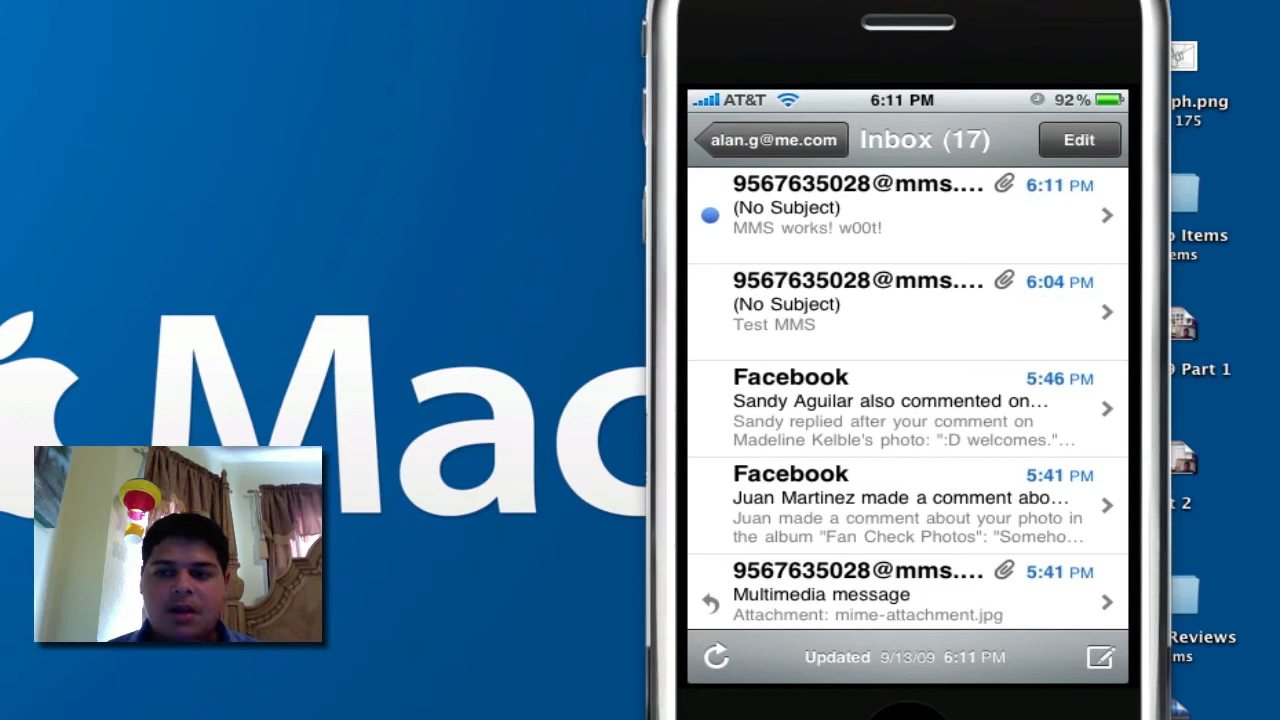 AT&T 6:11 PM 92%
alan.g@me.com Inbox (17) Edit
9567635028@mms.... 6:11 PM
(No Subject)
MMS works! w00t!
9567635028@mms.... 6:04 PM
(No Subject)
Test MMS
Facebook 5:46 PM
Sandy Aguilar also commented on...
Sandy replied after your comment on
Madeline Kelble's photo: ":D welcomes."...
Facebook 5:41 PM
Juan Martinez made a comment abo...
Juan made a comment about your photo in
the album "Fan Check Photos": "Someho...
9567635028@mms.... 5:41 PM
Multimedia message
Attachment: mime-attachment.jpg
Updated 9/13/09 6:11 PM
Mac
ph.png
175
Items
ems
Part 1
t 2
Reviews
ms